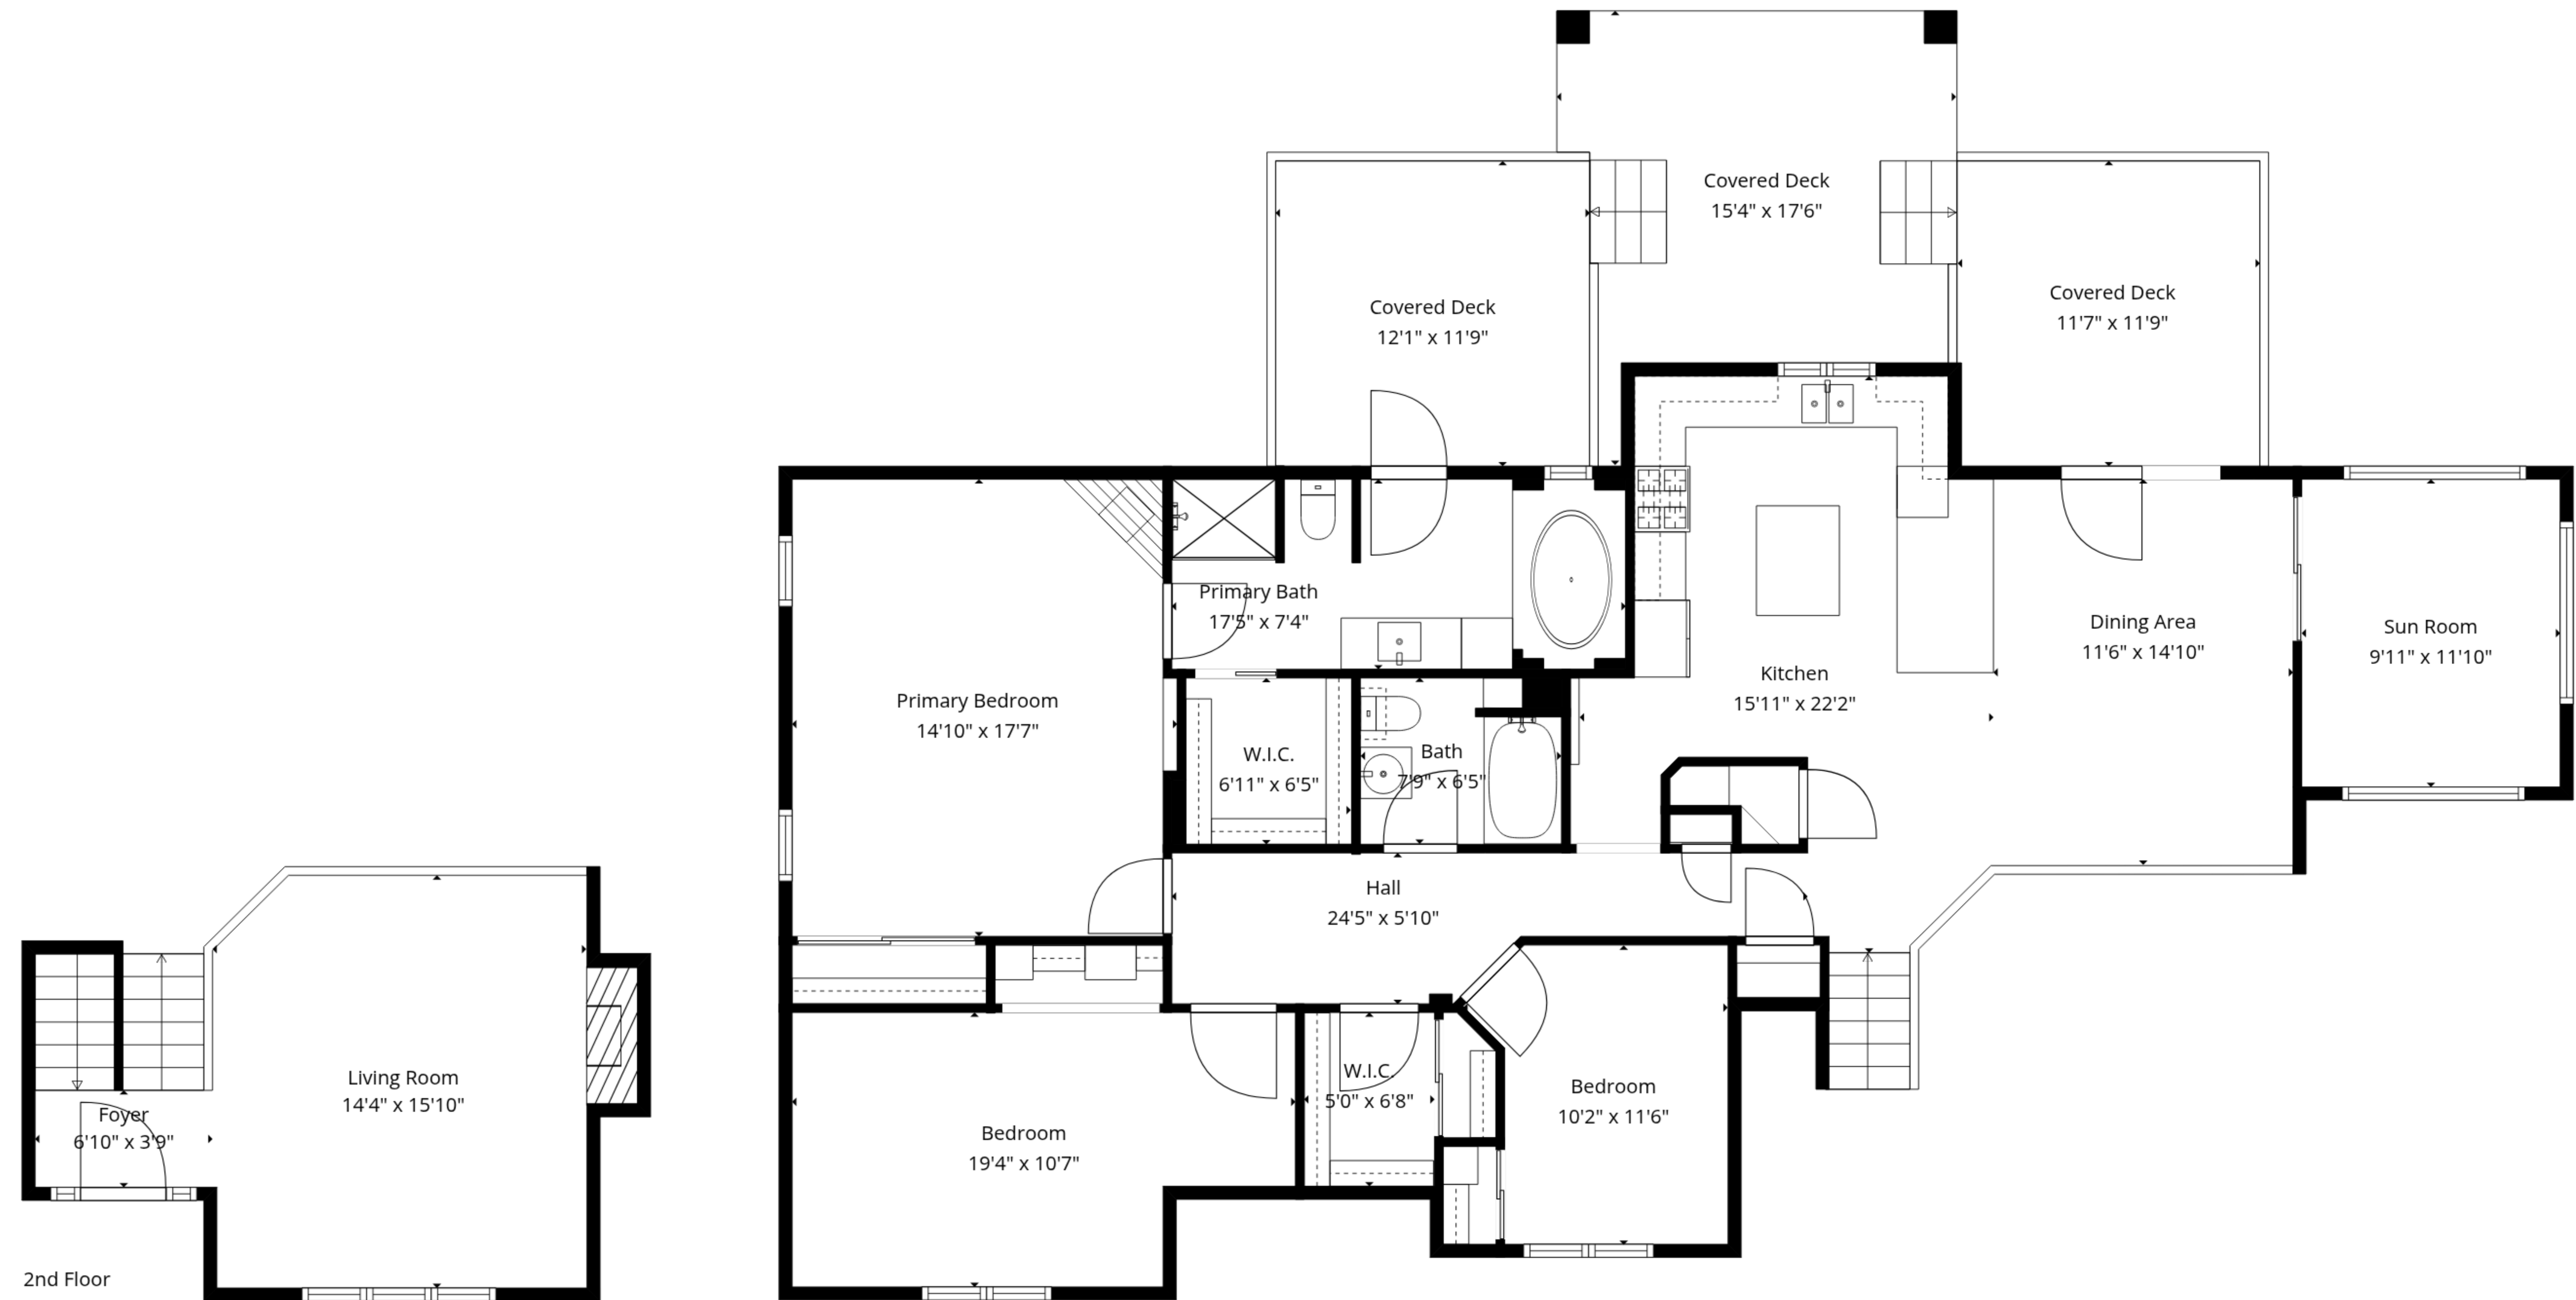 Covered Deck
15'4" x 17'6"
Covered Deck
12'1" x 11'9"
Covered Deck
11'7" x 11'9"
Primary Bath
17'5" x 7'4"
Dining Area
11'6" x 14'10"
Sun Room
9'11" x 11'10"
Kitchen
15'11" x 22'2"
Primary Bedroom
14'10" x 17'7"
W.I.C.
6'11" x 6'5"
Bath
7'9" x 6'5"
Hall
24'5" x 5'10"
Living Room
14'4" x 15'10"
Foyer
6'10" x 3'9"
W.I.C.
5'0" x 6'8"
Bedroom
10'2" x 11'6"
Bedroom
19'4" x 10'7"
2nd Floor